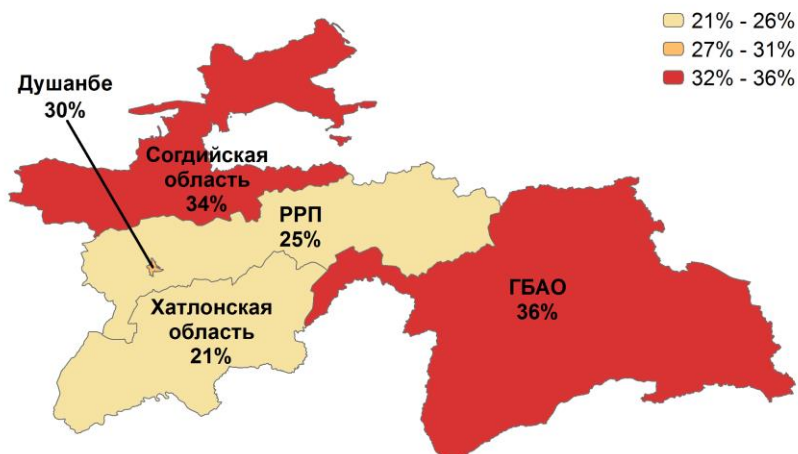 21% - 26%
27% - 31%
32% - 36%
Душанбе
30%
Согдийская
область
34%
РРП
25%
ГБАО
36%
Хатлонская
область
21%